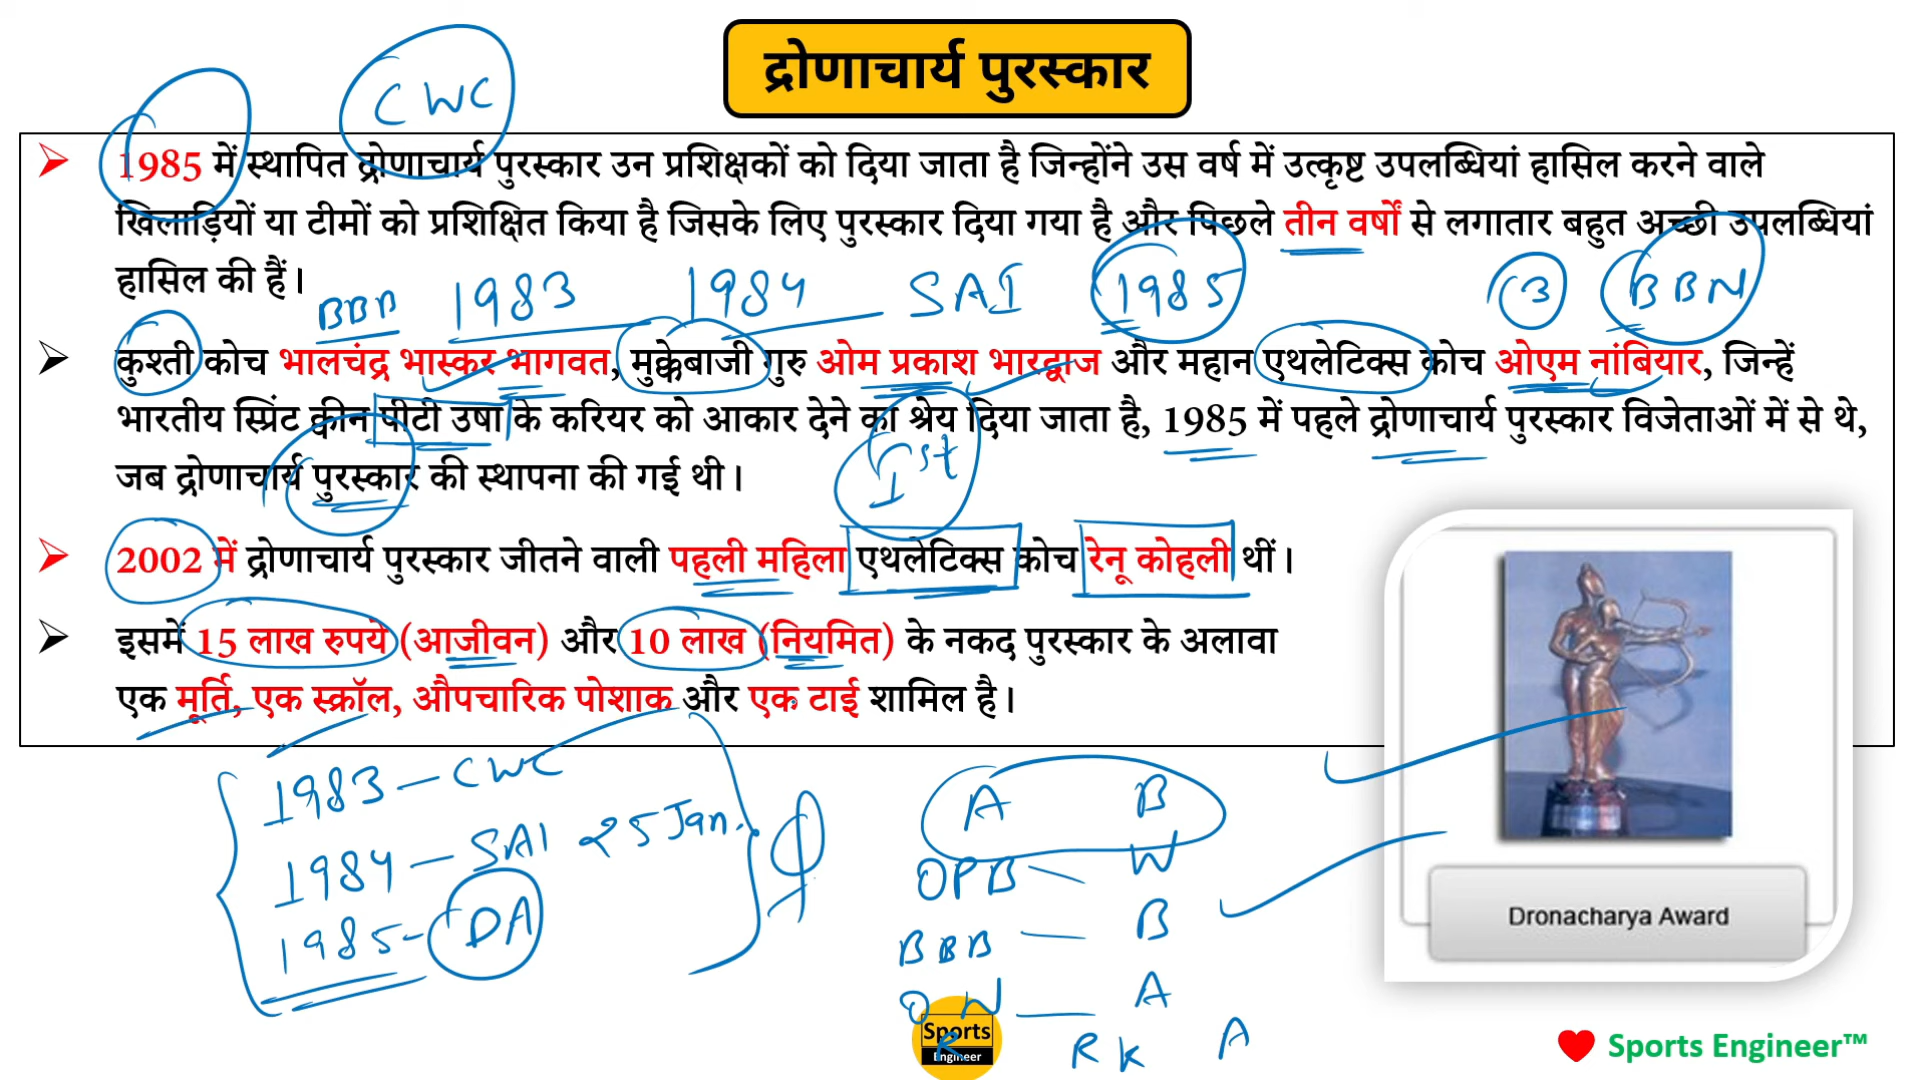 द्रोणाचार्य पुरस्कार
CWC
➢ 1985 में स्थापित द्रोणाचार्य पुरस्कार उन प्रशिक्षकों को दिया जाता है जिन्होंने उस वर्ष में उत्कृष्ट उपलब्धियां हासिल करने वाले
खिलाड़ियों या टीमों को प्रशिक्षित किया है जिसके लिए पुरस्कार दिया गया है और पिछले तीन वर्षों से लगातार बहुत अच्छी उपलब्धियां
हासिल की हैं।
BBB 1983 1984 SAI 1985 3 BBN
➢ कुश्ती कोच भालचंद्र भास्कर भागवत, मुक्केबाजी गुरु ओम प्रकाश भारद्वाज और महान एथलेटिक्स कोच ओएम नांबियार, जिन्हें
भारतीय स्प्रिंट क्वीन पीटी उषा के करियर को आकार देने का श्रेय दिया जाता है, 1985 में पहले द्रोणाचार्य पुरस्कार विजेताओं में से थे,
जब द्रोणाचार्य पुरस्कार की स्थापना की गई थी।
Ist
➢ 2002 में द्रोणाचार्य पुरस्कार जीतने वाली पहली महिला एथलेटिक्स कोच रेनू कोहली थीं।
➢ इसमें 15 लाख रुपये (आजीवन) और 10 लाख (नियमित) के नकद पुरस्कार के अलावा
एक मूर्ति, एक स्क्रॉल, औपचारिक पोशाक और एक टाई शामिल है।
1983 - CWC
1984 - SAI 25 Jan.
1985 - DA
A B
OPB - W
BBB - B
O N - A
R RK A
Dronacharya Award
Sports
Engineer
Sports Engineer™